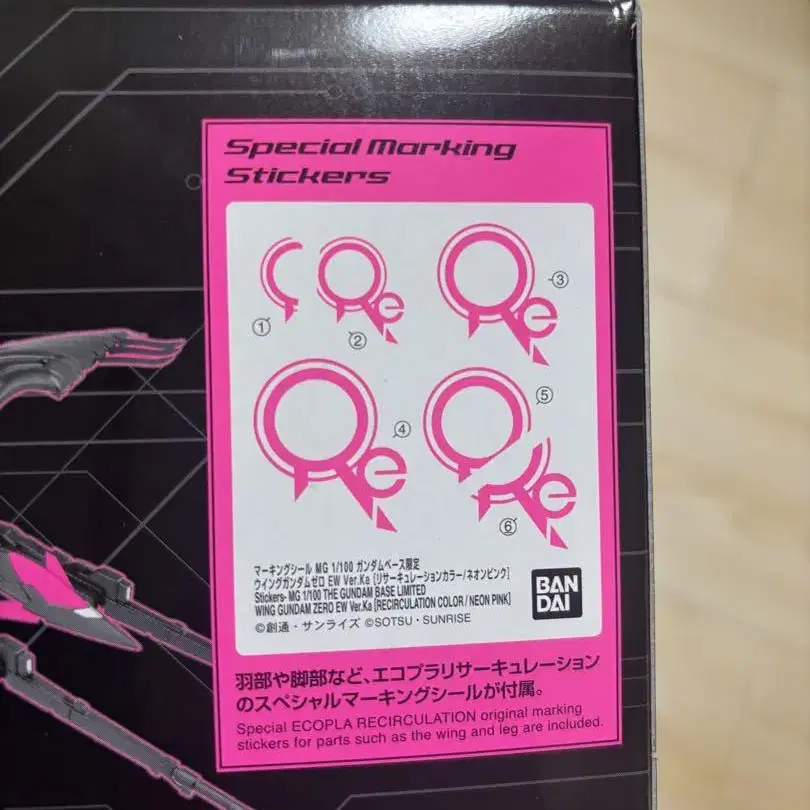 Special Marking
Stickers
①
②
③
④
⑤
⑥
マーキングシール MG 1/100 ガンダムベース限定
ウイングガンダムゼロ EW Ver.Ka [リサーキュレーションカラー/ネオンピンク]
Stickers- MG 1/100 THE GUNDAM BASE LIMITED
WING GUNDAM ZERO EW Ver.Ka [RECIRCULATION COLOR / NEON PINK]
©創通・サンライズ ©SOTSU・SUNRISE
BAN
DAI
羽部や脚部など、エコプラリサーキュレーション
のスペシャルマーキングシールが付属。
Special ECOPLA RECIRCULATION original marking
stickers for parts such as the wing and leg are included.